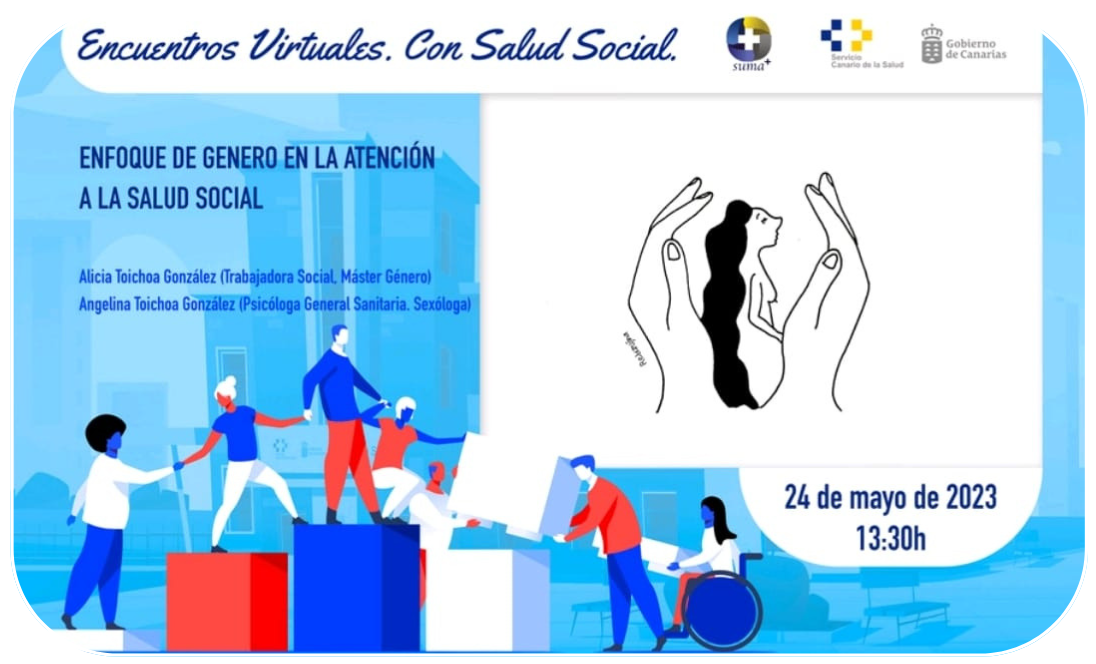 Encuentros Virtuales. Con Salud Social.
suma+
Servicio
Canario de la Salud
Gobierno
de Canarias
ENFOQUE DE GENERO EN LA ATENCIÓN
A LA SALUD SOCIAL
Alicia Toichoa González (Trabajadora Social, Máster Género)
Angelina Toichoa González (Psicóloga General Sanitaria. Sexóloga)
24 de mayo de 2023
13:30h